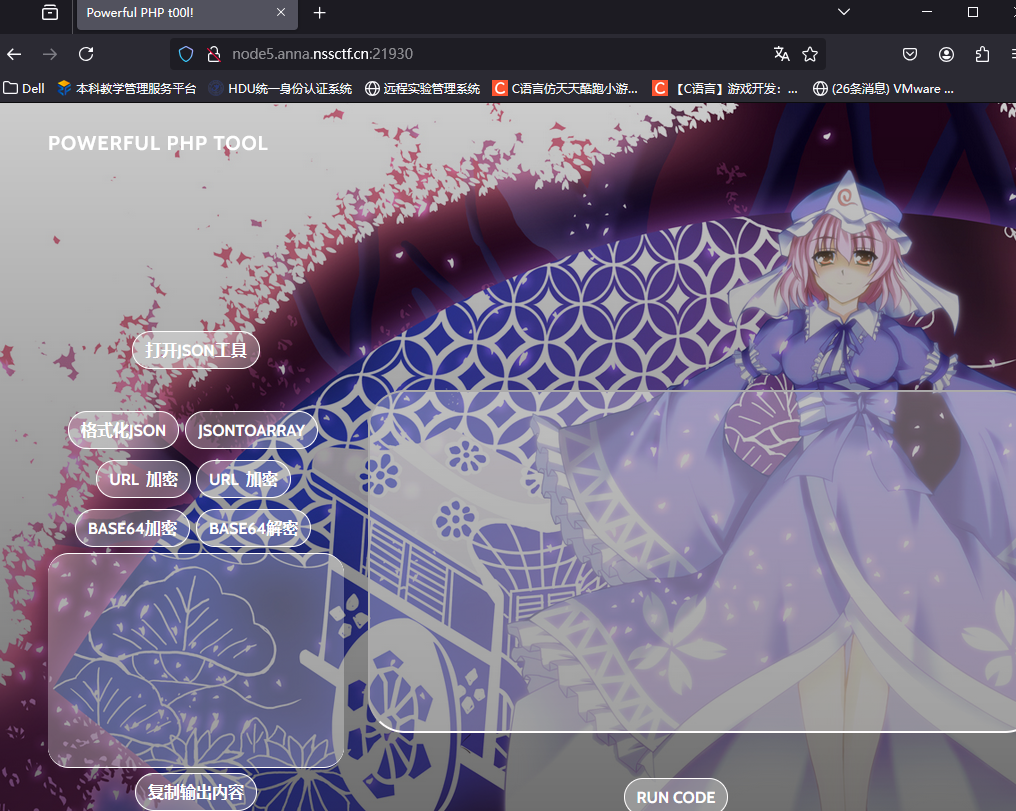 Powerful PHP t00l!
node5.anna.nssctf.cn:21930
Dell 本科教学管理服务平台 HDU统一身份认证系统 远程实验管理系统 C语言仿天天酷跑小游... 【C语言】游戏开发：... (26条消息) VMware ...
POWERFUL PHP TOOL
打开JSON工具
格式化JSON JSONTOARRAY
URL 加密 URL 加密
BASE64加密 BASE64解密
复制输出内容
RUN CODE